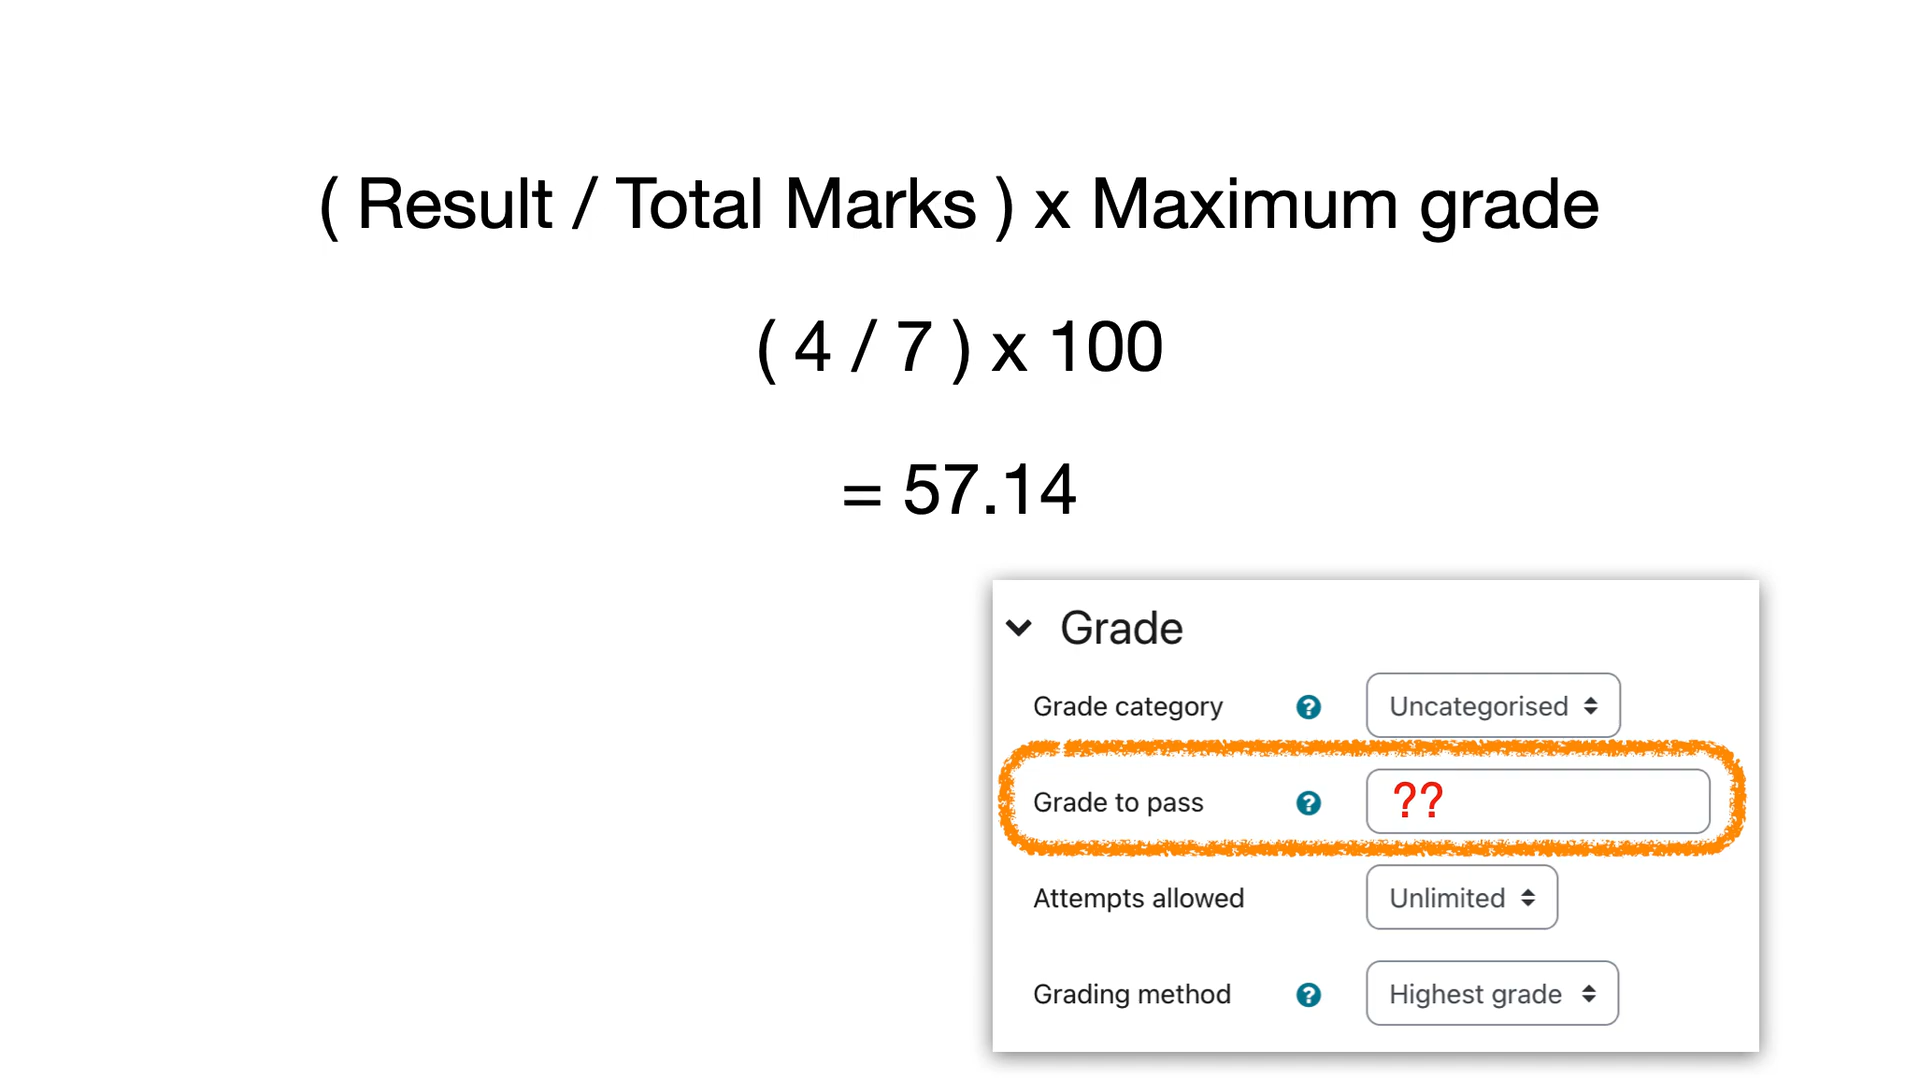 ( Result / Total Marks ) x Maximum grade
( 4 / 7 ) x 100
= 57.14
Grade
Grade category ? Uncategorised
Grade to pass ? ??
Attempts allowed Unlimited
Grading method ? Highest grade